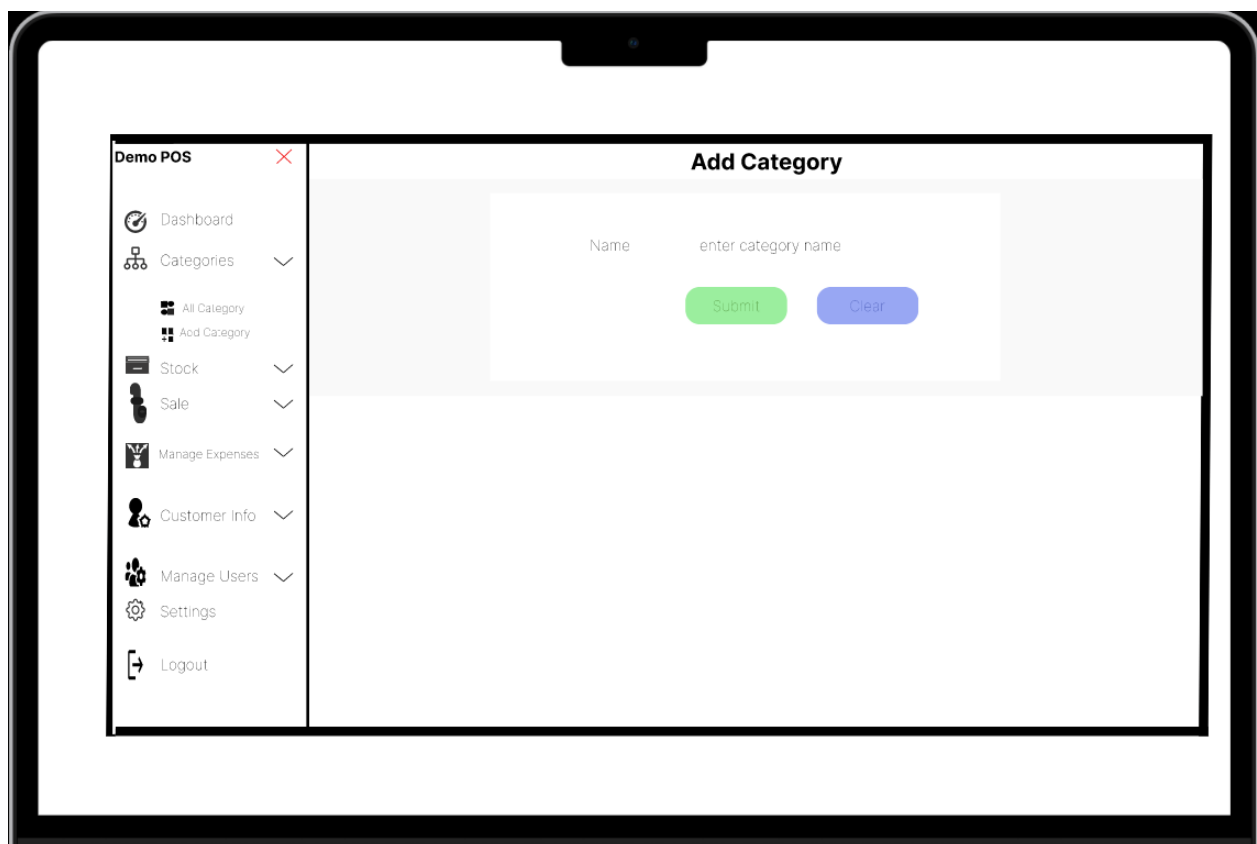 Demo POS
Dashboard
Categories
All Category
Add Category
Stock
Sale
Manage Expenses
Customer Info
Manage Users
Settings
Logout
Add Category
Name enter category name
Submit Clear